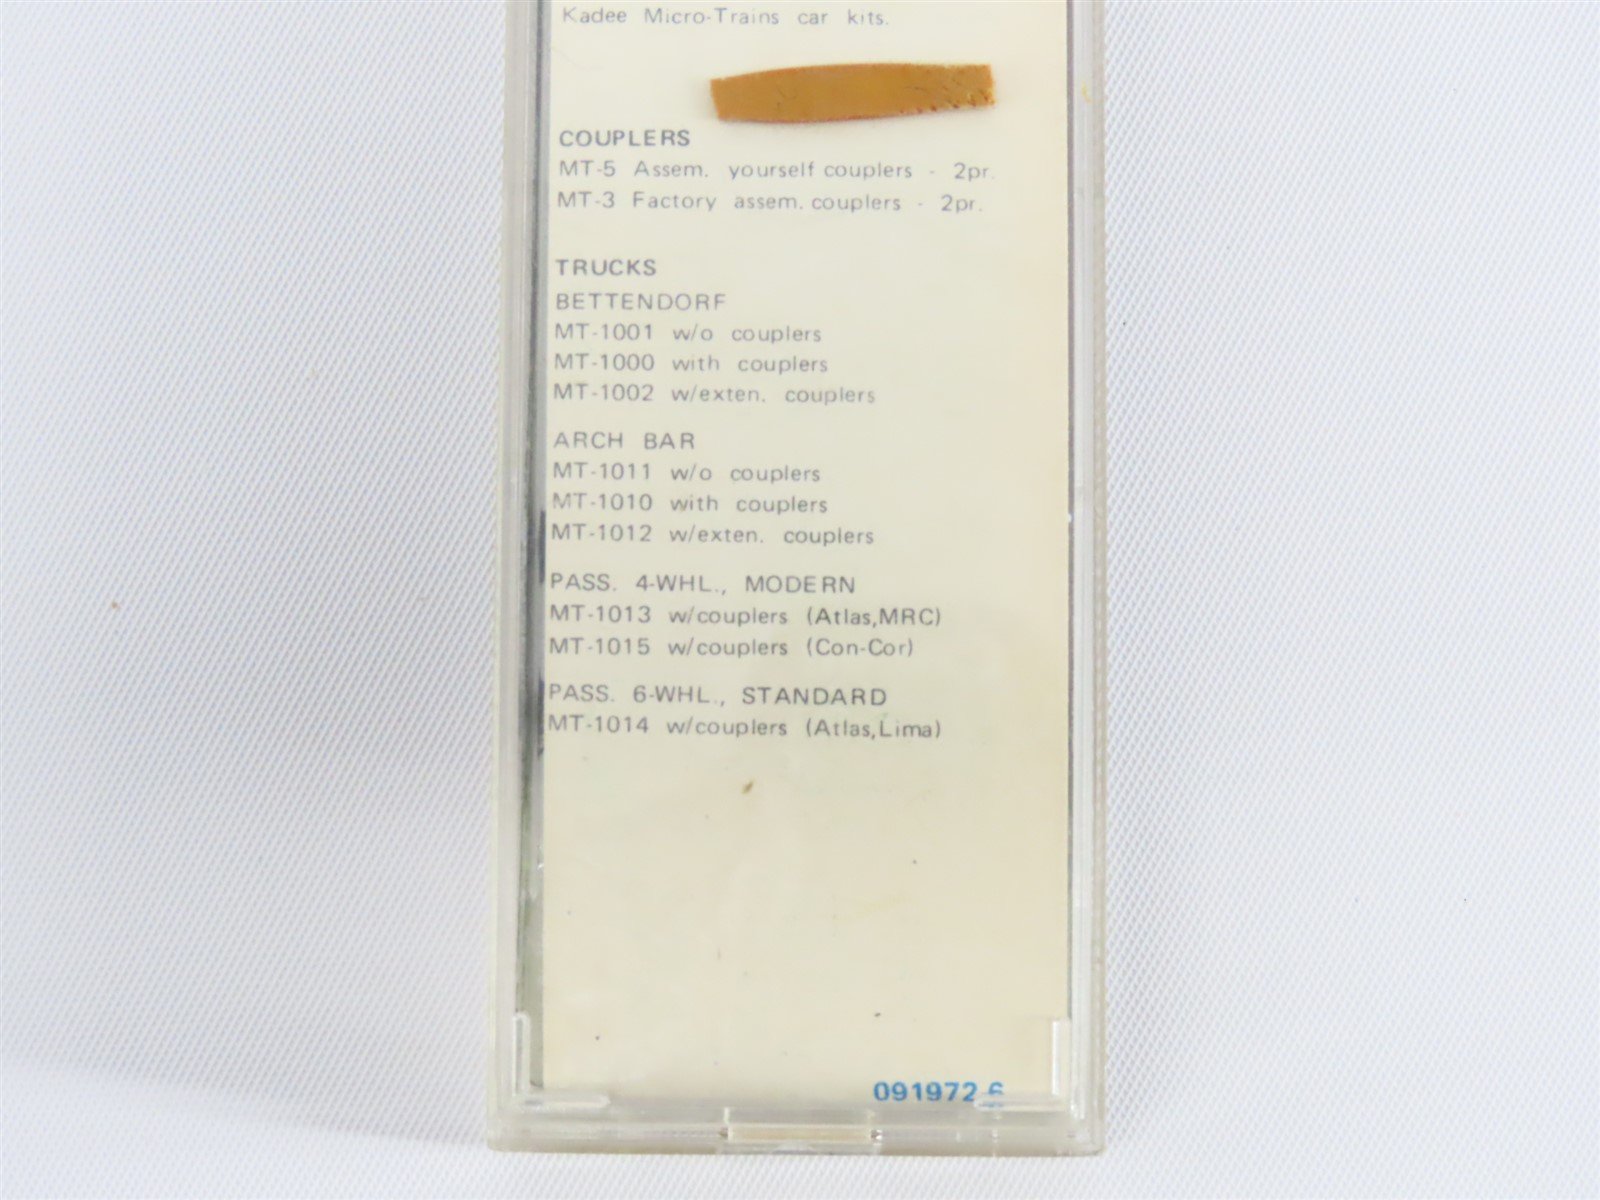 Kadee Micro-Trains car kits.
COUPLERS
MT-5 Assem. yourself couplers - 2pr.
MT-3 Factory assem. couplers - 2pr.
TRUCKS
BETTENDORF
MT-1001 w/o couplers
MT-1000 with couplers
MT-1002 w/exten. couplers
ARCH BAR
MT-1011 w/o couplers
MT-1010 with couplers
MT-1012 w/exten. couplers
PASS. 4-WHL., MODERN
MT-1013 w/couplers (Atlas,MRC)
MT-1015 w/couplers (Con-Cor)
PASS. 6-WHL., STANDARD
MT-1014 w/couplers (Atlas,Lima)
091972 6